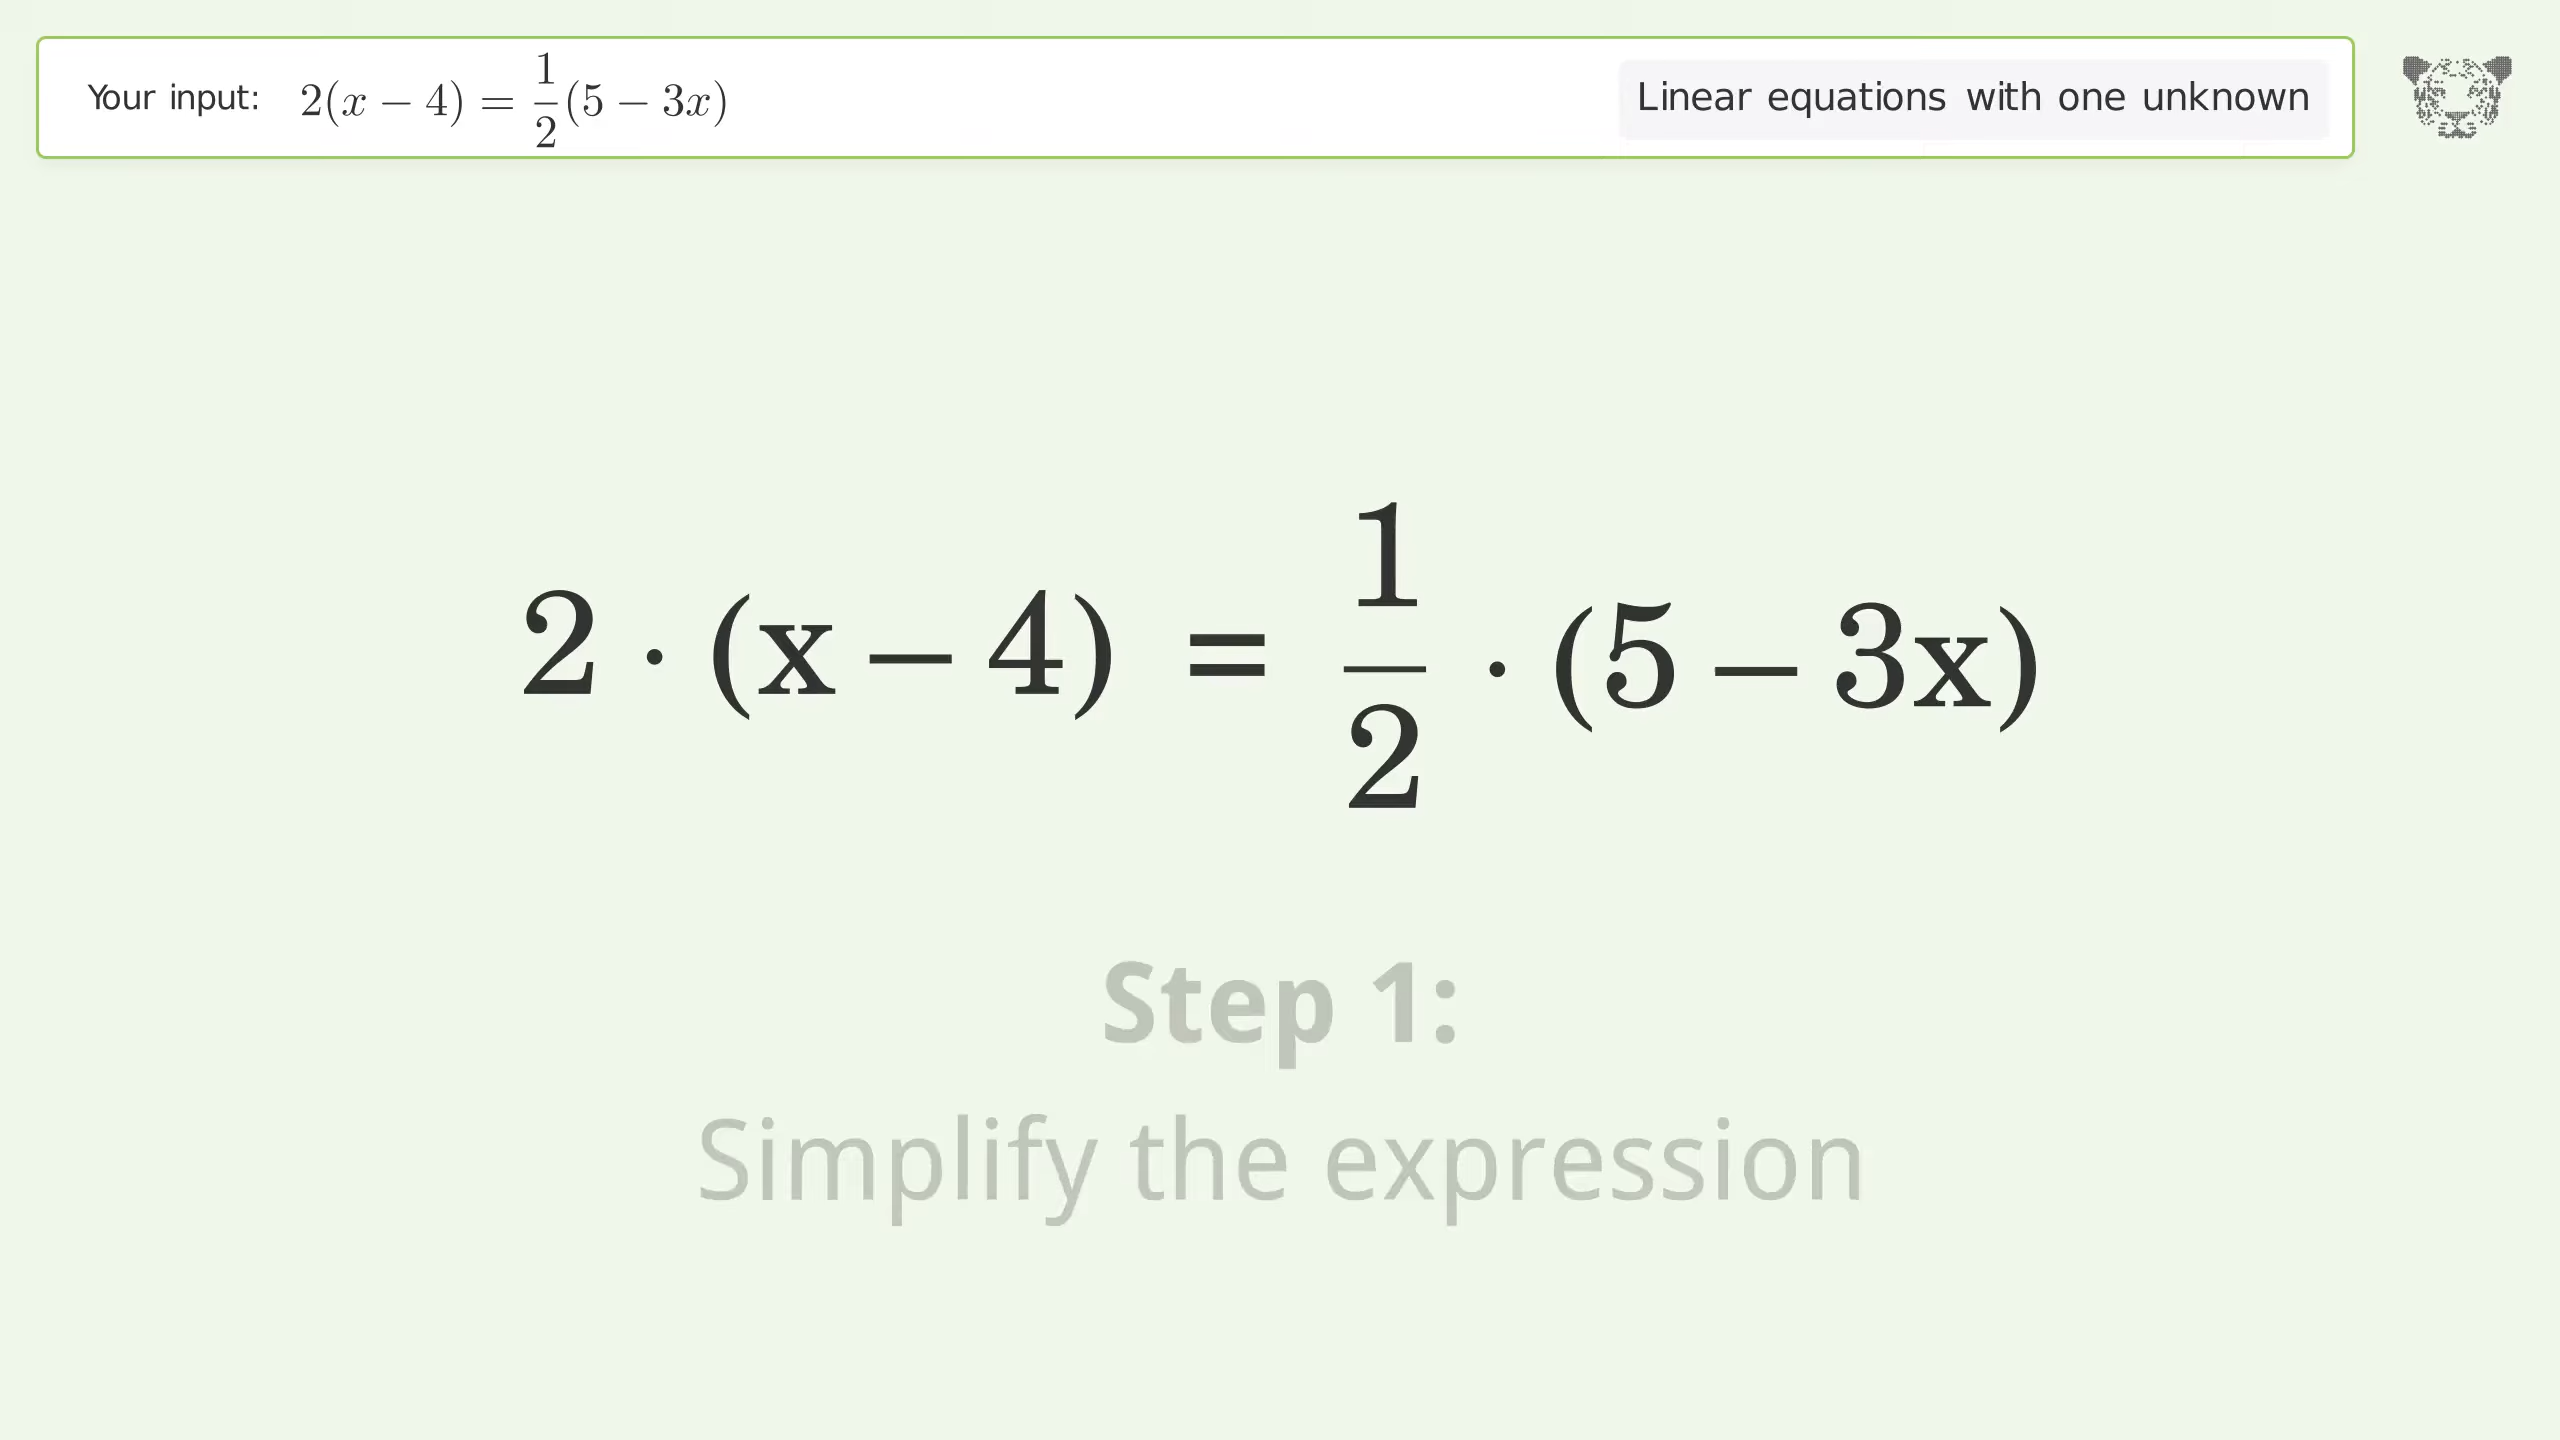 Your input: 2(x − 4) = 1/2(5 − 3x)
Linear equations with one unknown
2 · (x − 4) = 1/2 · (5 − 3x)
Step 1:
Simplify the expression